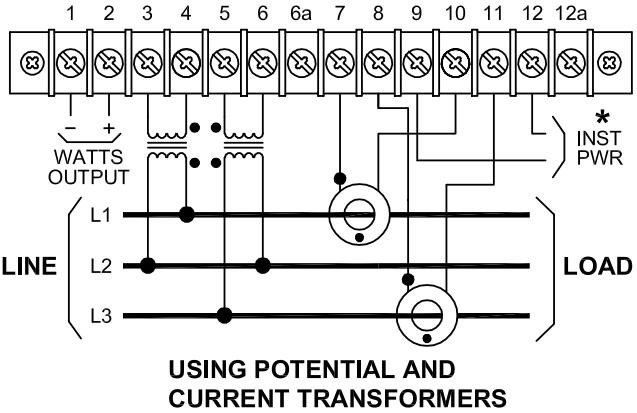 1 2 3 4 5 6 6a 7 8 9 10 11 12 12a
− +
WATTS
OUTPUT
*
INST
PWR
L1
LINE L2 LOAD
L3
USING POTENTIAL AND
CURRENT TRANSFORMERS